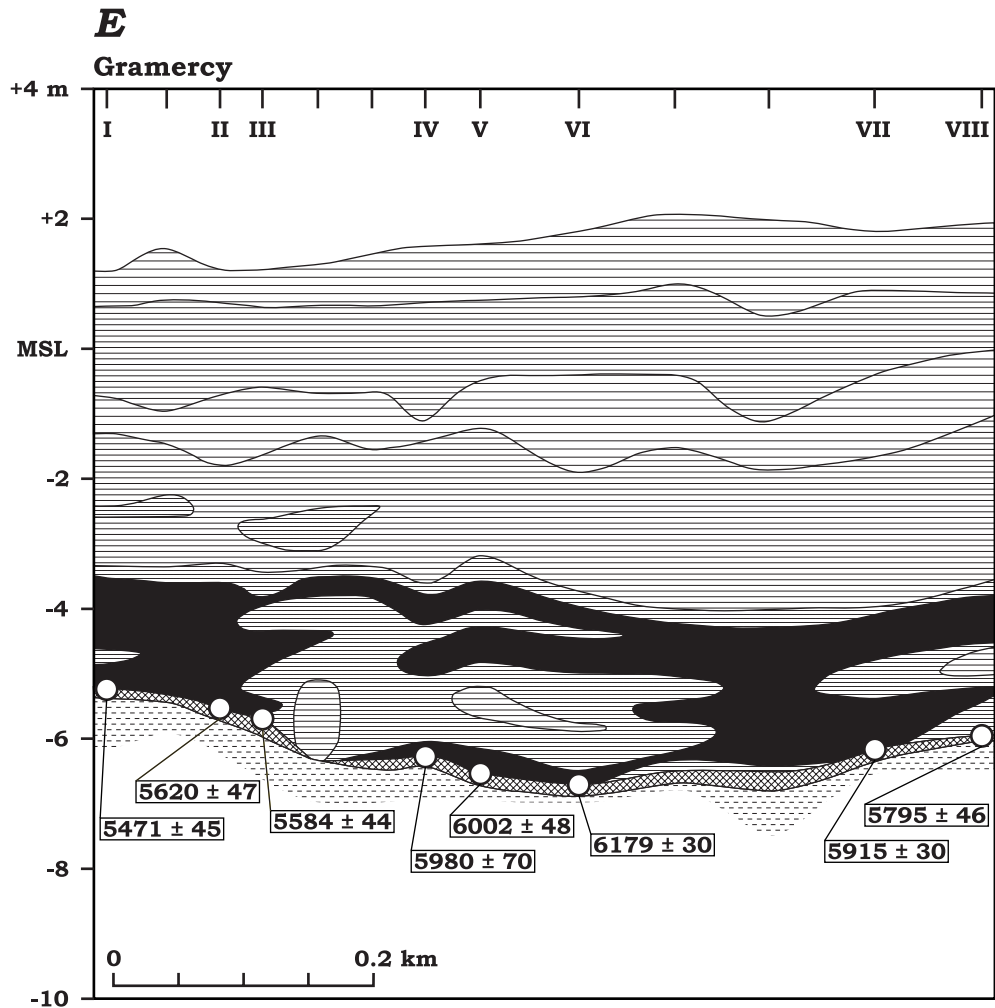 E
Gramercy
+4 m
I II III IV V VI VII VIII
+2
MSL
-2
-4
-6
5620 ± 47
5471 ± 45
5584 ± 44
6002 ± 48
5980 ± 70
6179 ± 30
5795 ± 46
5915 ± 30
-8
0 0.2 km
-10